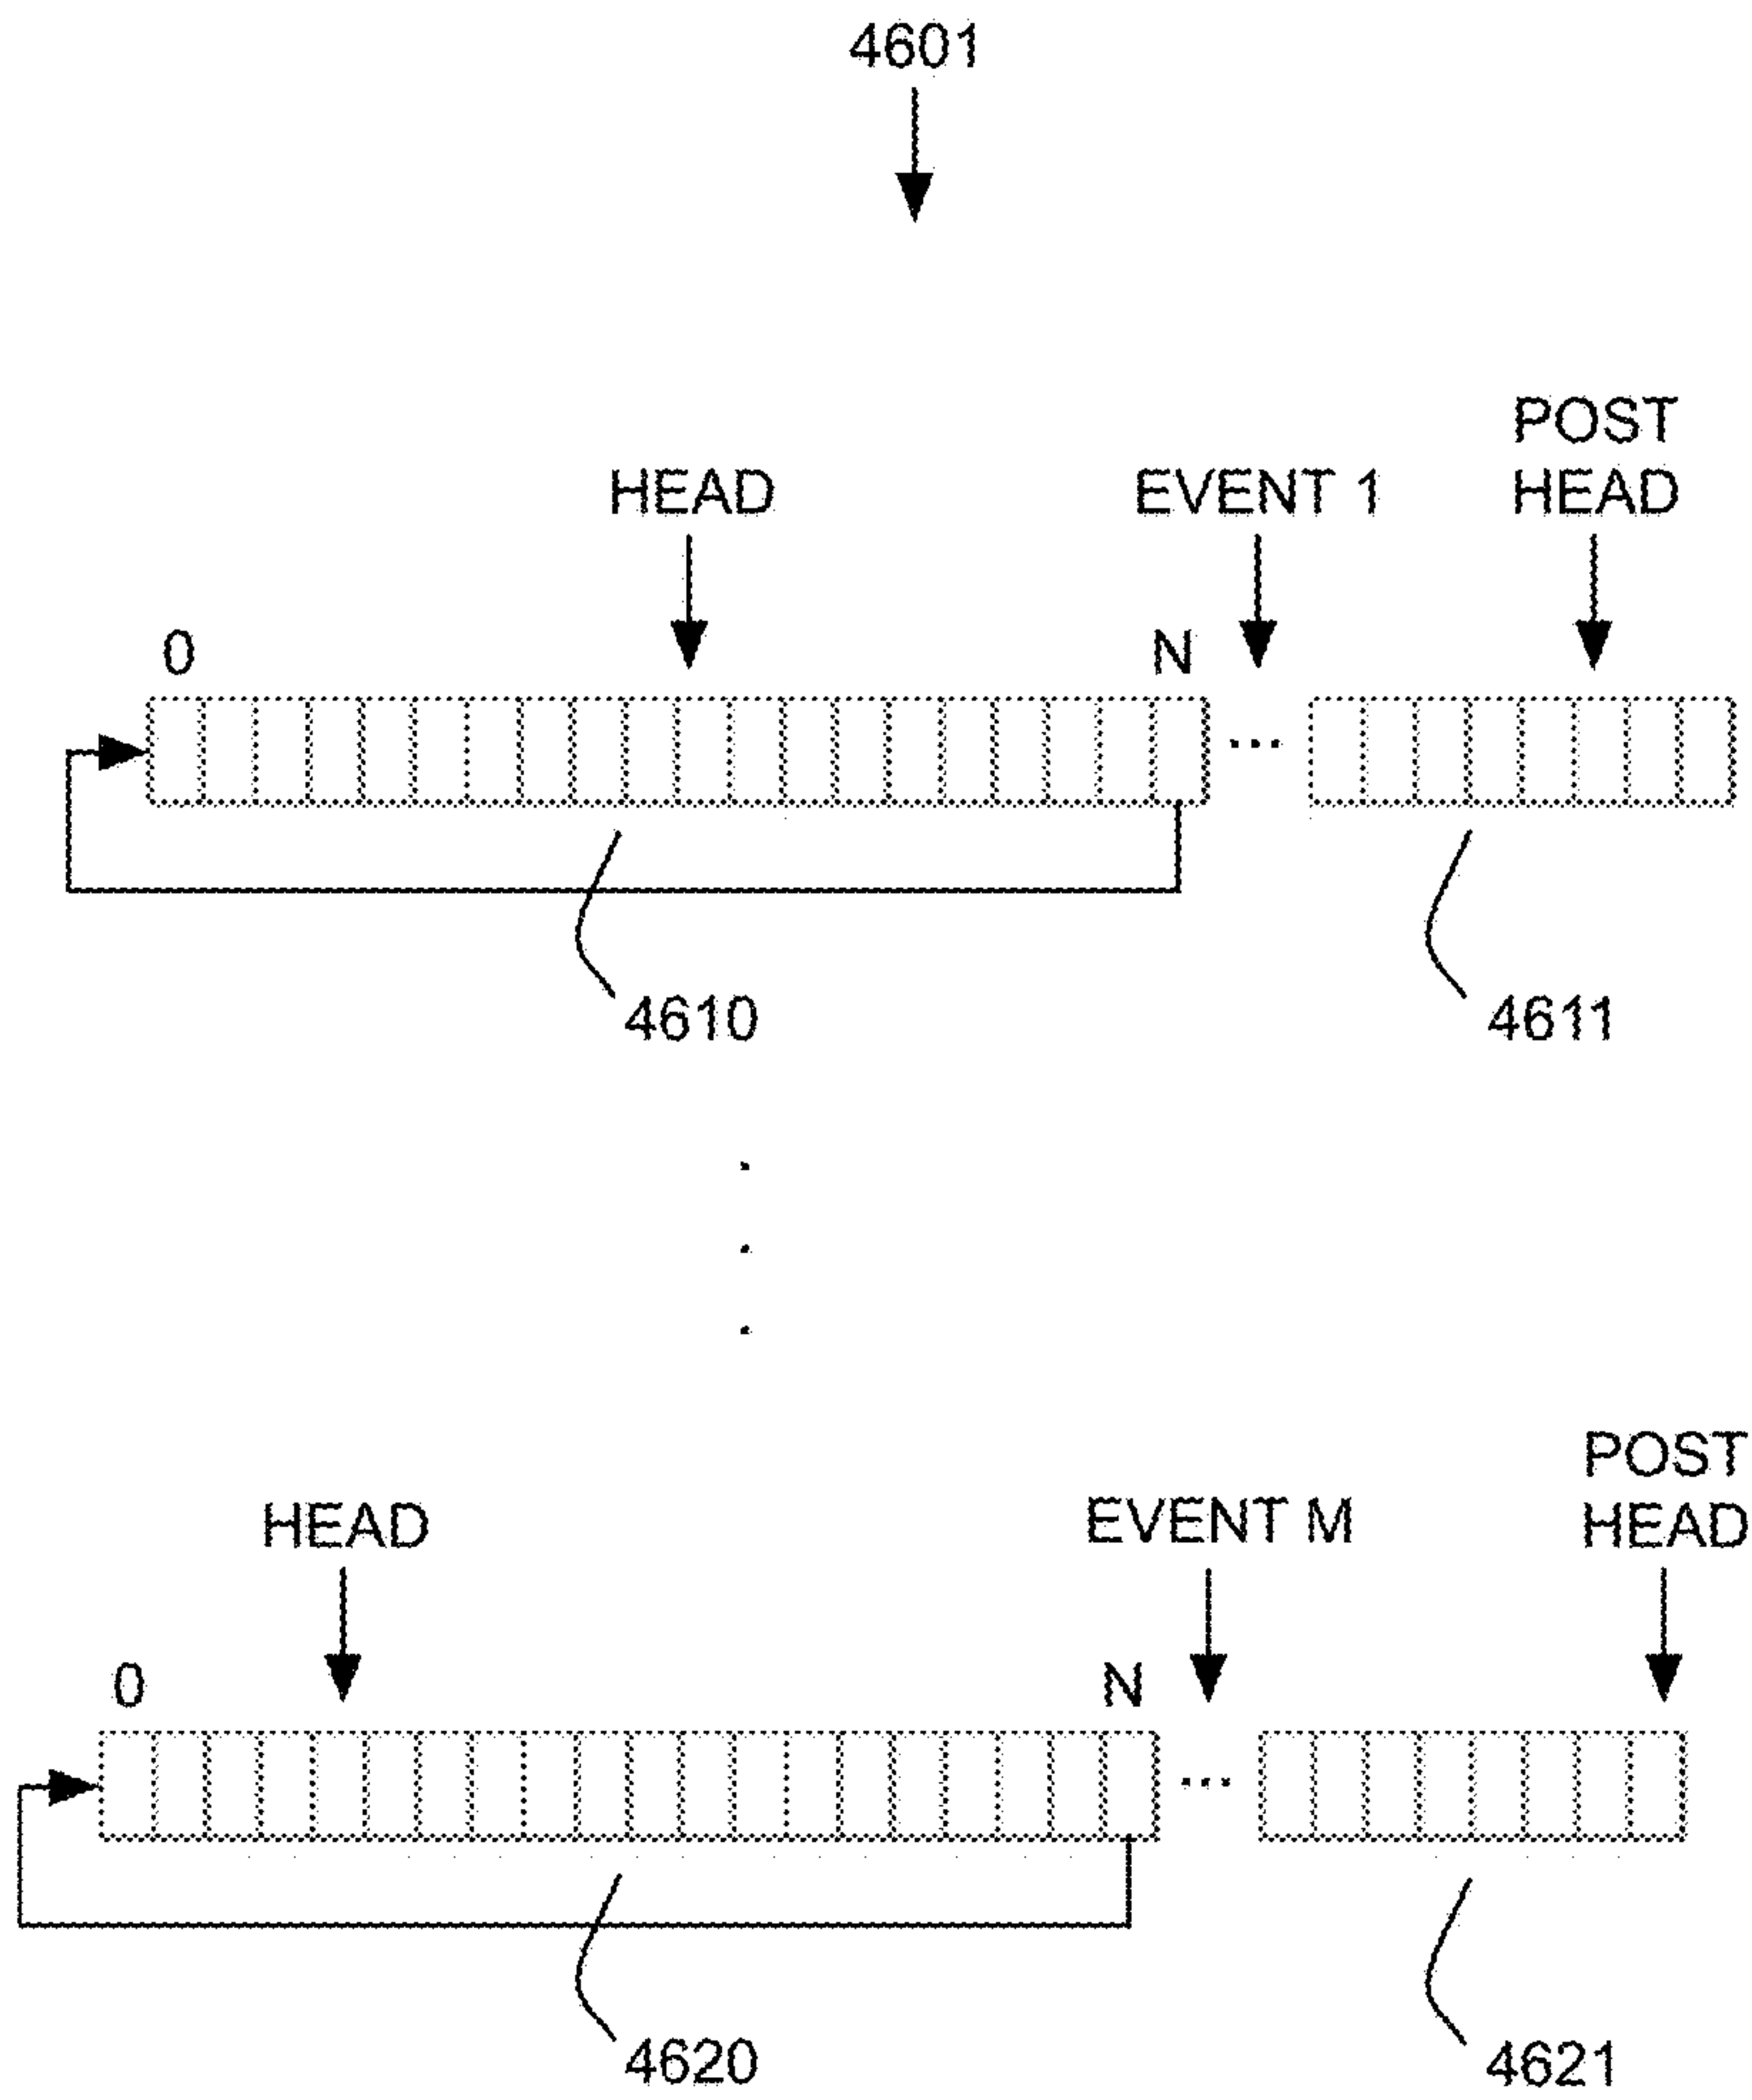 4601
POST
HEAD EVENT 1 HEAD
0 N
...
4610 4611
POST
HEAD EVENT M HEAD
0 N
...
4620 4621